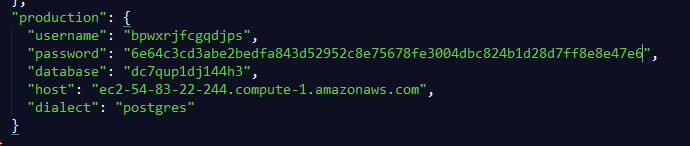 },
"production": {
"username": "bpwxrjfcgqdjps",
"password": "6e64c3cd3abe2bedfa843d52952c8e75678fe3004dbc824b1d28d7ff8e8e47e6",
"database": "dc7qup1dj144h3",
"host": "ec2-54-83-22-244.compute-1.amazonaws.com",
"dialect": "postgres"
}